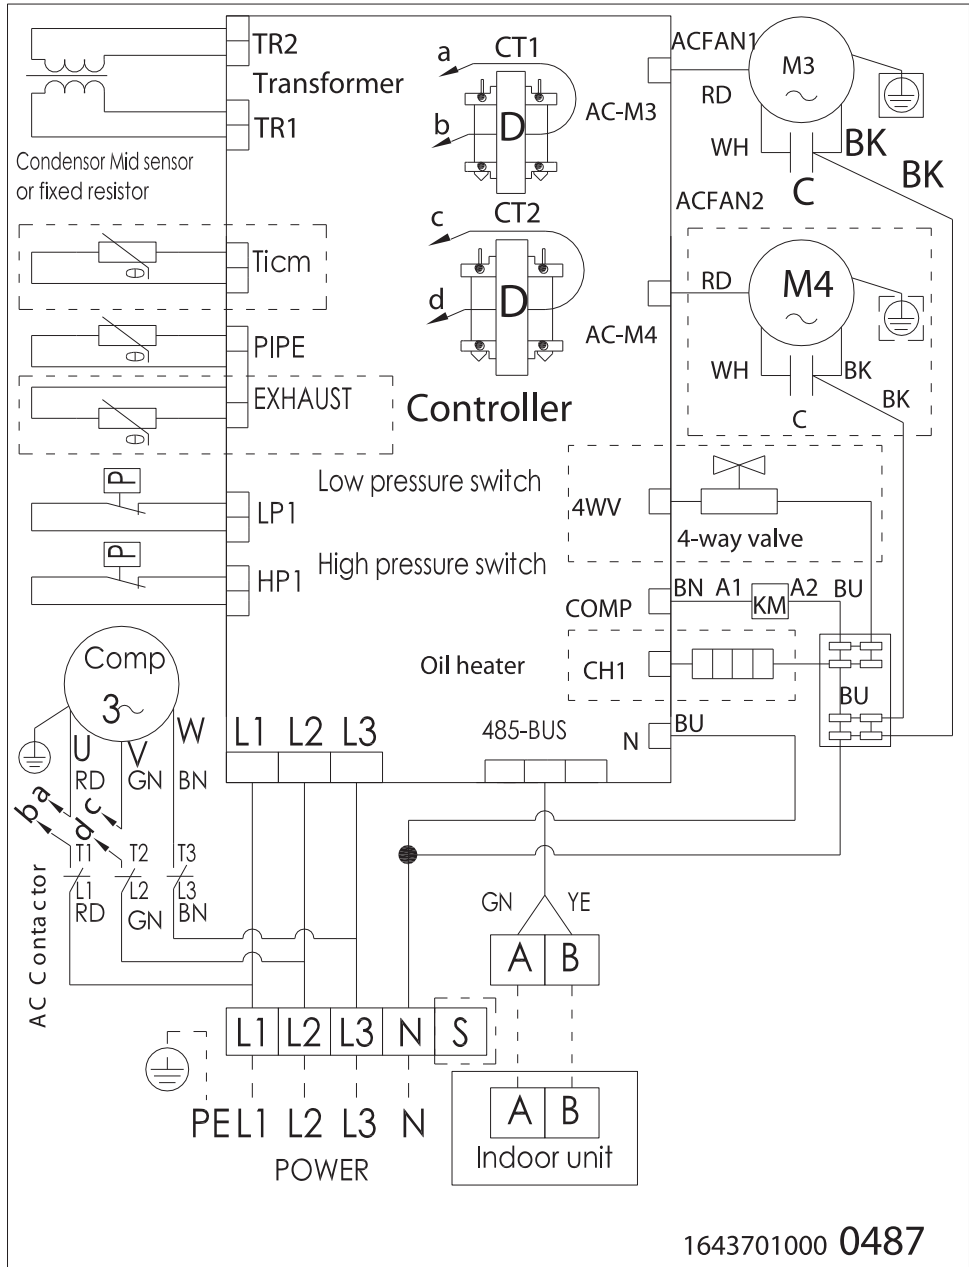 TR2
Transformer
TR1
Condensor Mid sensor
or fixed resistor
Ticm
PIPE
EXHAUST
P
LP1
Low pressure switch
P
HP1
High pressure switch
a
CT1
b
D
c
CT2
d
D
Controller
ACFAN1
M3
AC-M3
RD
WH
BK
C
BK
ACFAN2
M4
AC-M4
RD
WH
BK
C
BK
4WV
4-way valve
COMP
BN A1 KM A2 BU
Oil heater
CH1
BU
N
BU
485-BUS
L1 L2 L3
Comp
3
U V W
RD GN BN
b a c d
T1 T2 T3
L1 L2 L3
RD GN BN
AC Contactor
GN YE
A B
L1 L2 L3 N S
PE L1 L2 L3 N
POWER
A B
Indoor unit
1643701000 0487